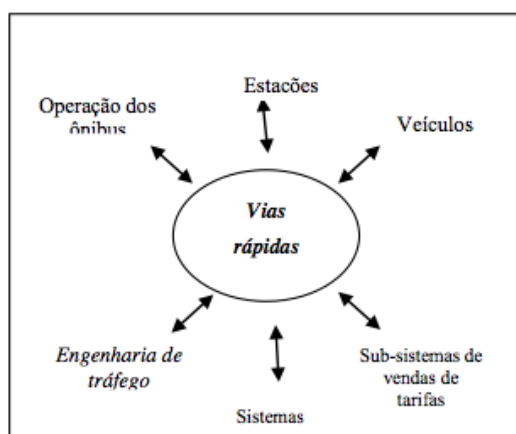 Estacões
Operação dos
ônibus
Veículos
Vias
rápidas
Engenharia de
tráfego
Sub-sistemas de
vendas de
tarifas
Sistemas